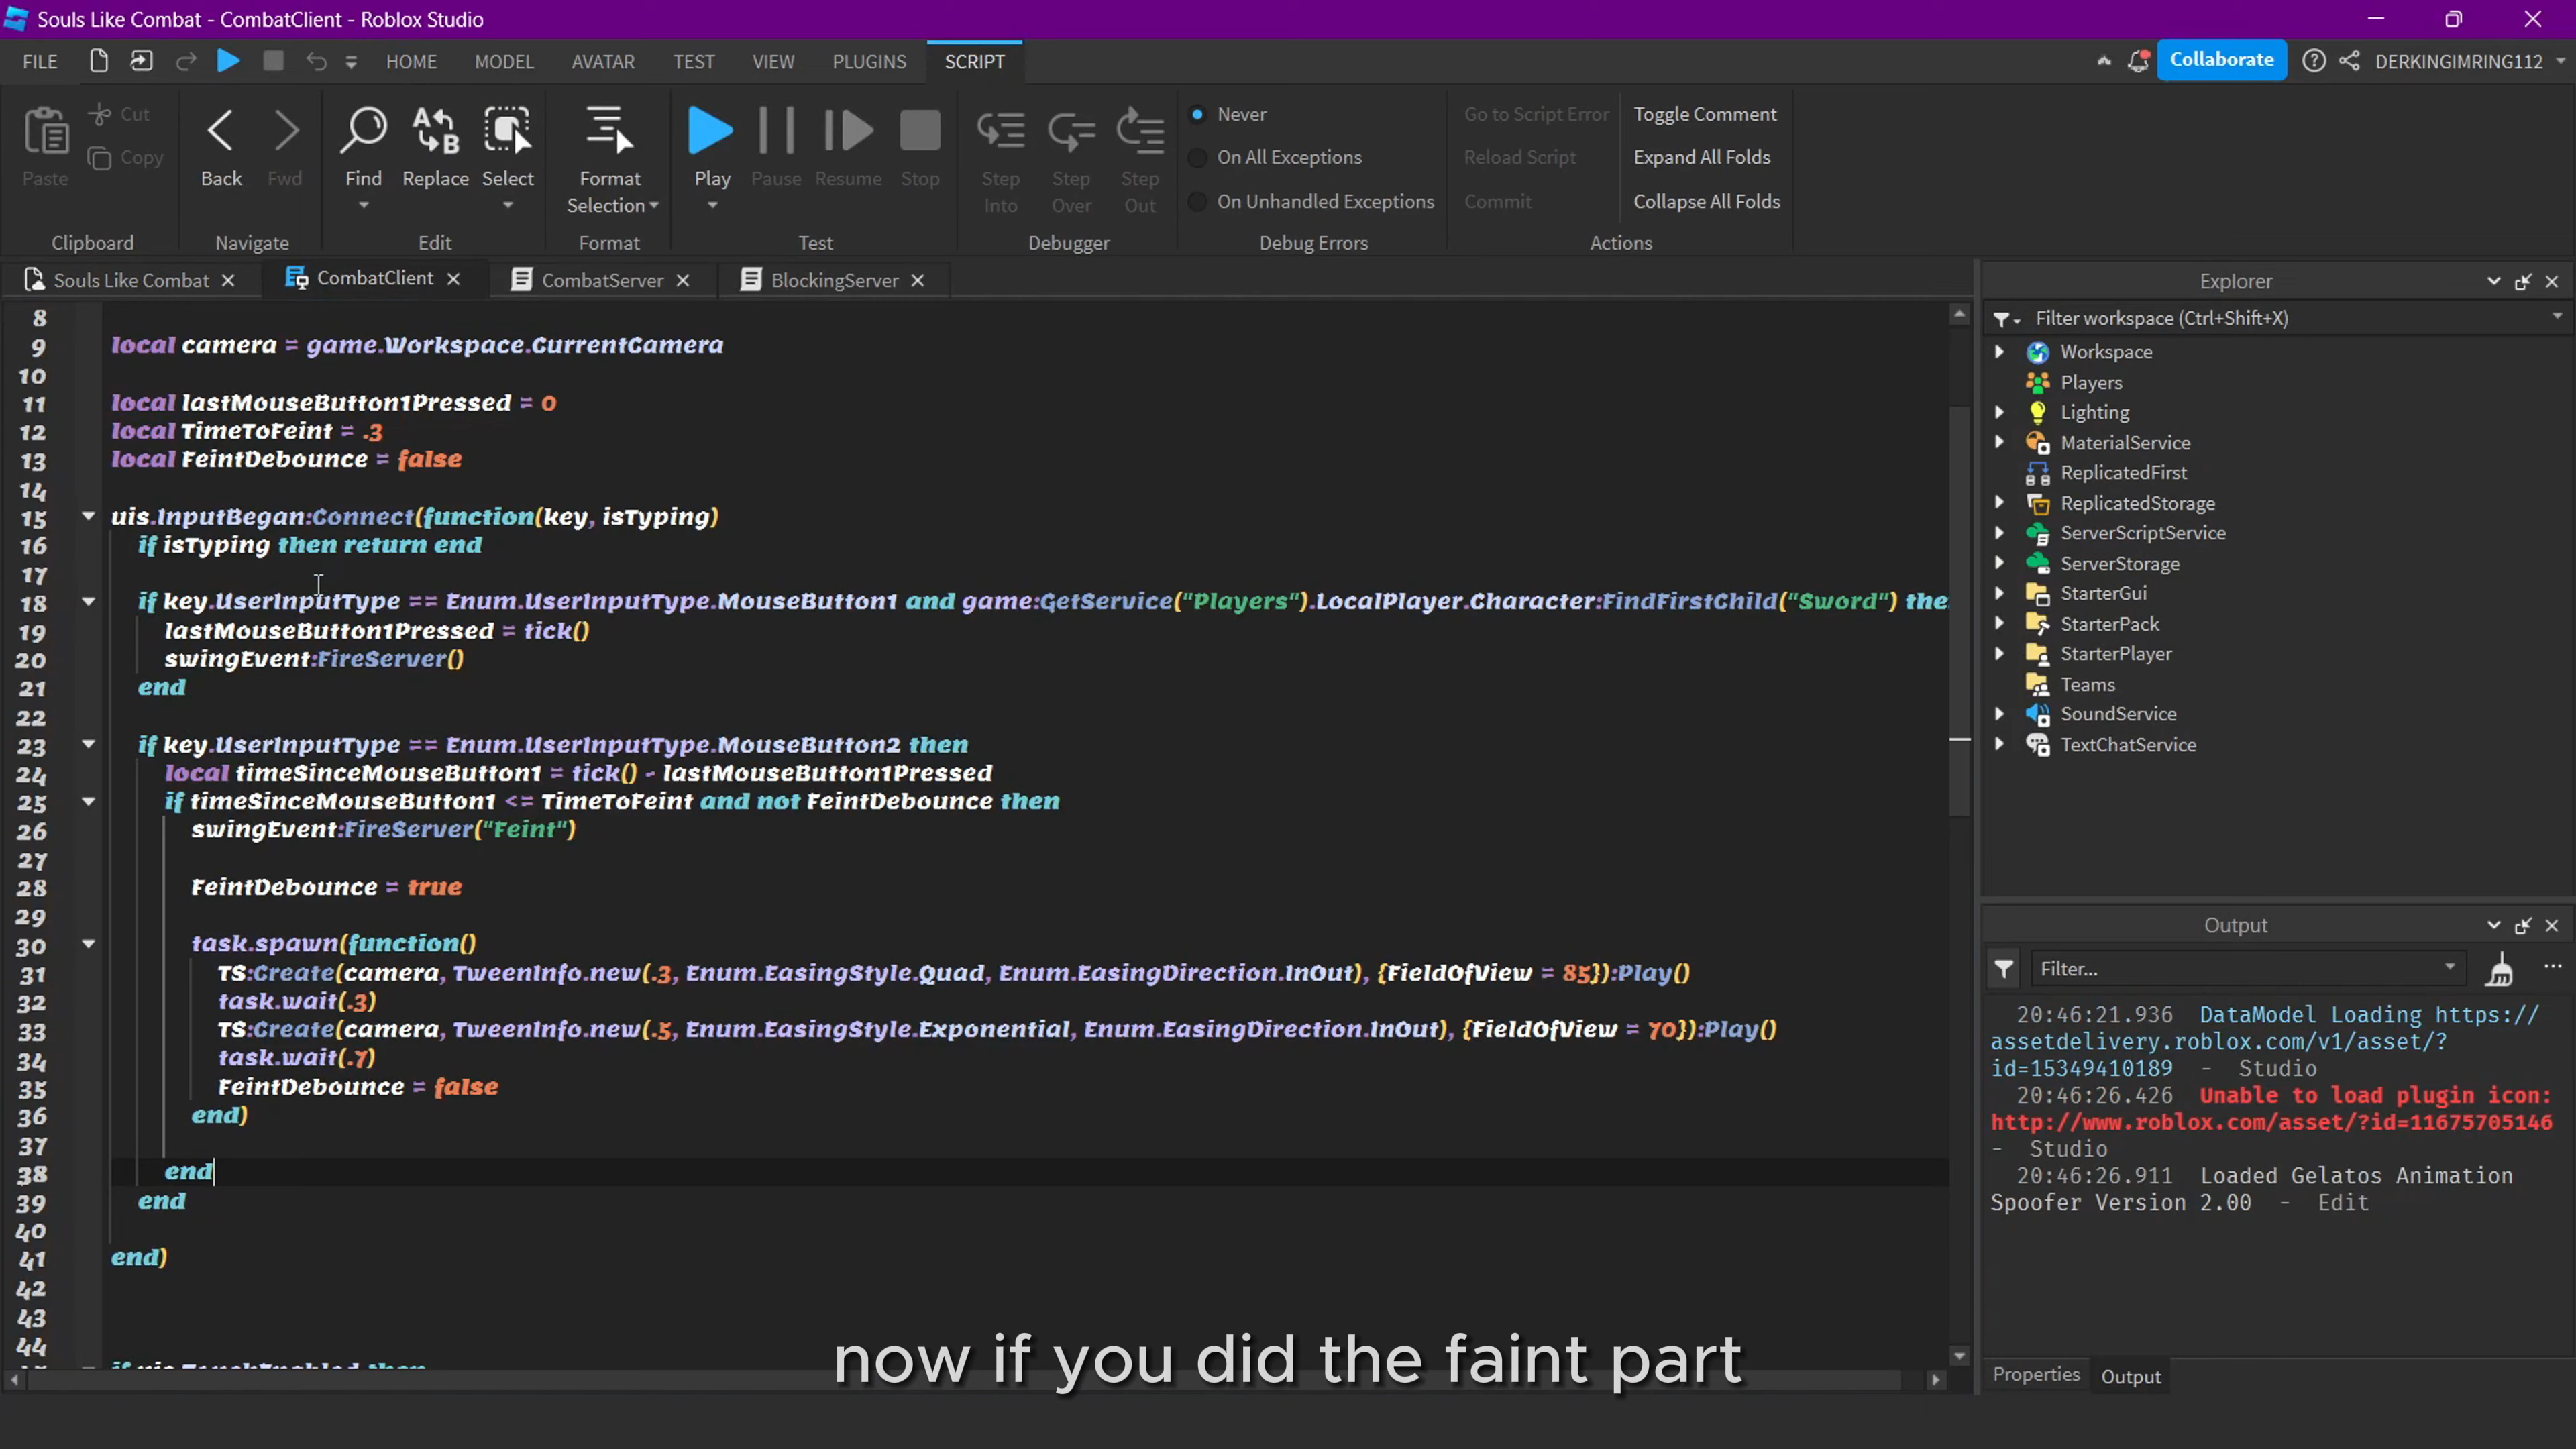 Souls Like Combat - CombatClient - Roblox Studio
FILE HOME MODEL AVATAR TEST VIEW PLUGINS SCRIPT Collaborate DERKINGIMRING112
Paste Cut Copy Back Fwd Find Replace Select Format Selection Play Pause Resume Stop Step Into Step Over Step Out Never On All Exceptions On Unhandled Exceptions Go to Script Error Reload Script Commit Toggle Comment Expand All Folds Collapse All Folds
Clipboard Navigate Edit Format Test Debugger Debug Errors Actions
Souls Like Combat CombatClient CombatServer BlockingServer
8
9 local camera = game.Workspace.CurrentCamera
10
11 local lastMouseButton1Pressed = 0
12 local TimeToFeint = .3
13 local FeintDebounce = false
14
15 uis.InputBegan:Connect(function(key, isTyping)
16 if isTyping then return end
17
18 if key.UserInputType == Enum.UserInputType.MouseButton1 and game:GetService("Players").LocalPlayer.Character:FindFirstChild("Sword") the
19 lastMouseButton1Pressed = tick()
20 swingEvent:FireServer()
21 end
22
23 if key.UserInputType == Enum.UserInputType.MouseButton2 then
24 local timeSinceMouseButton1 = tick() - lastMouseButton1Pressed
25 if timeSinceMouseButton1 <= TimeToFeint and not FeintDebounce then
26 swingEvent:FireServer("Feint")
27
28 FeintDebounce = true
29
30 task.spawn(function()
31 TS:Create(camera, TweenInfo.new(.3, Enum.EasingStyle.Quad, Enum.EasingDirection.InOut), {FieldOfView = 85}):Play()
32 task.wait(.3)
33 TS:Create(camera, TweenInfo.new(.5, Enum.EasingStyle.Exponential, Enum.EasingDirection.InOut), {FieldOfView = 70}):Play()
34 task.wait(.7)
35 FeintDebounce = false
36 end)
37
38 end
39 end
40
41 end)
42
43
44
now if you did the faint part
Explorer
Filter workspace (Ctrl+Shift+X)
Workspace
Players
Lighting
MaterialService
ReplicatedFirst
ReplicatedStorage
ServerScriptService
ServerStorage
StarterGui
StarterPack
StarterPlayer
Teams
SoundService
TextChatService
Output
Filter...
20:46:21.936 DataModel Loading https://
assetdelivery.roblox.com/v1/asset/?
id=15349410189 - Studio
20:46:26.426 Unable to load plugin icon:
http://www.roblox.com/asset/?id=11675705146
- Studio
20:46:26.911 Loaded Gelatos Animation
Spoofer Version 2.00 - Edit
Properties Output